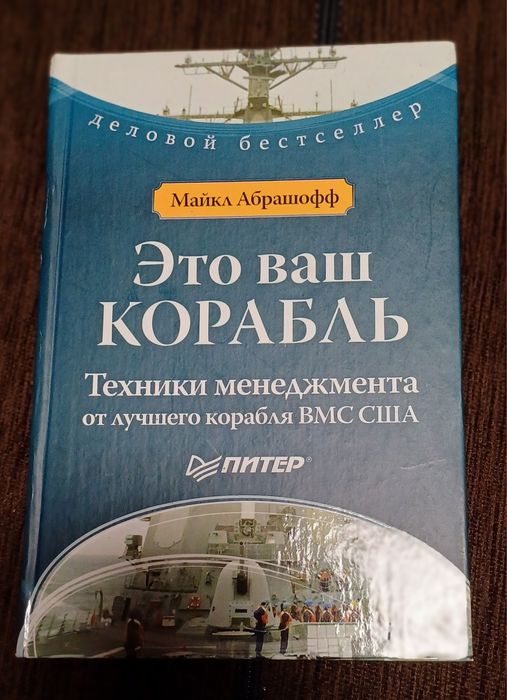 деловой бестселлер
Майкл Абрашофф
Это ваш
КОРАБЛЬ
Техники менеджмента
от лучшего корабля ВМС США
ПИТЕР®